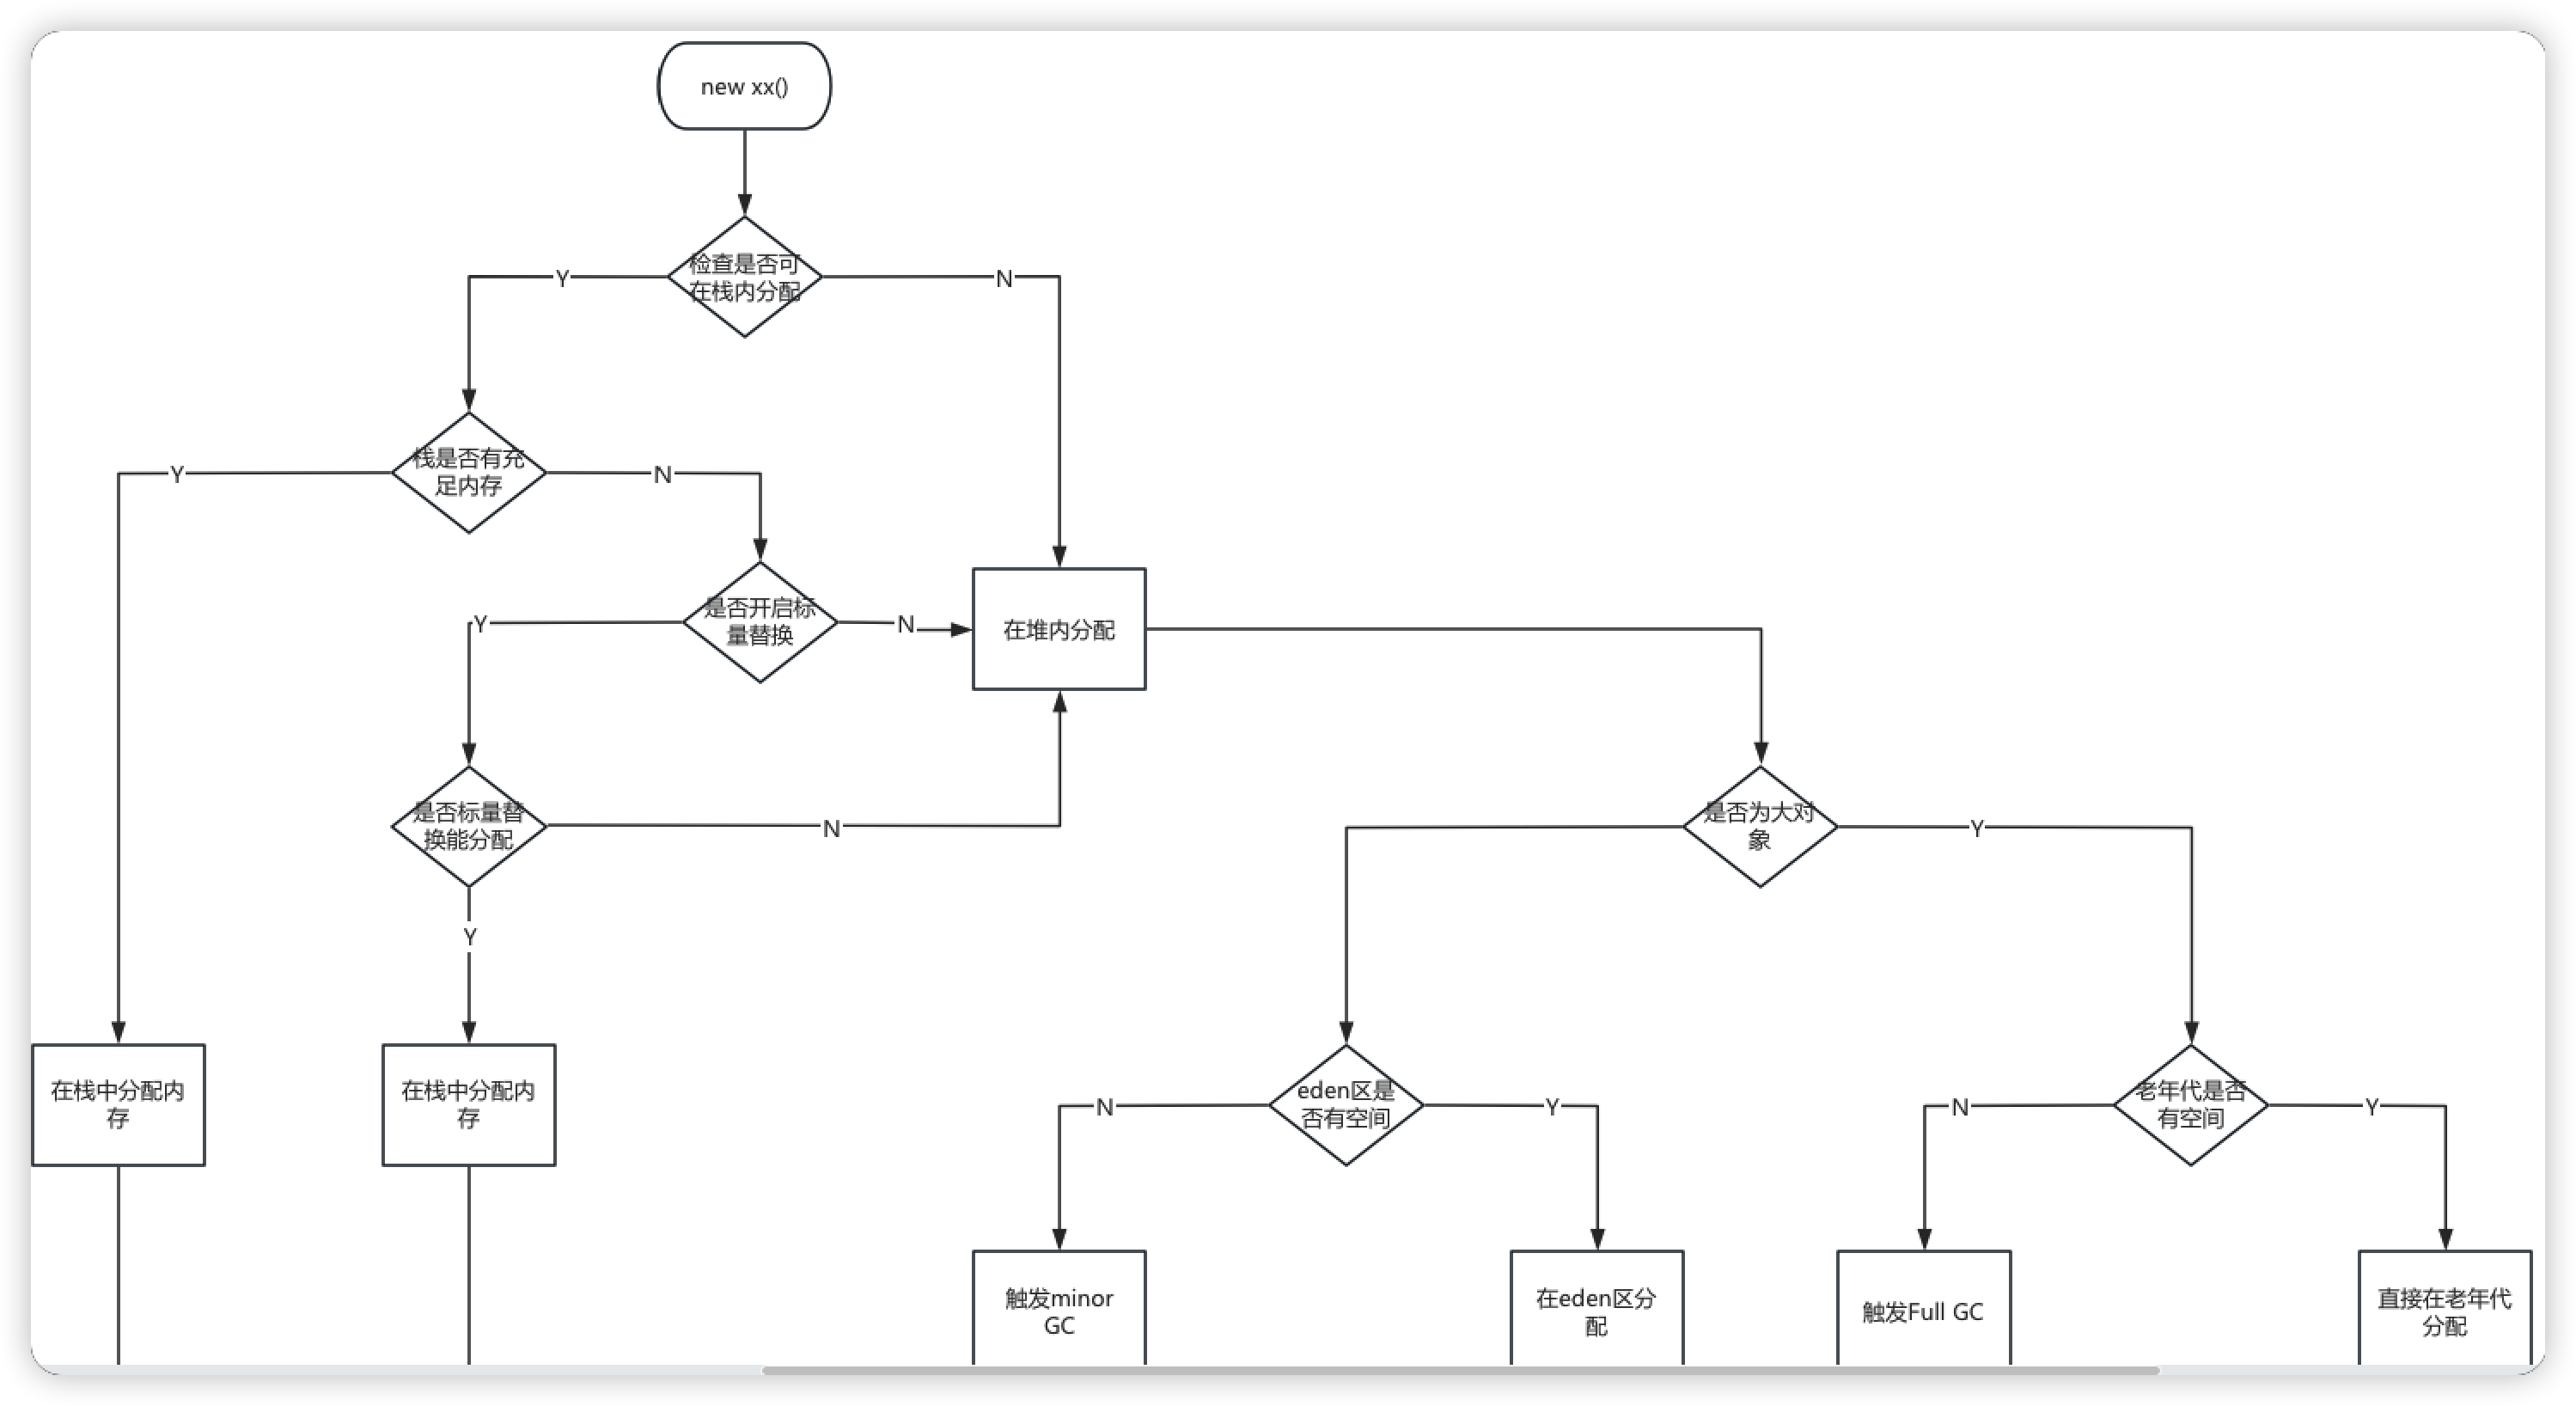 new xx()
检查是否可
在栈内分配
Y
N
栈是否有充
足内存
Y
N
是否开启标
量替换
Y
N
在堆内分配
是否标量替
换能分配
N
Y
是否为大对
象
Y
在栈中分配内
存
在栈中分配内
存
eden区是
否有空间
N
Y
老年代是否
有空间
N
Y
触发minor
GC
在eden区分
配
触发Full GC
直接在老年代
分配